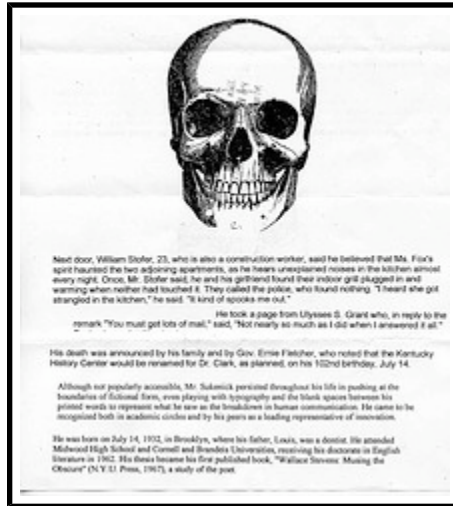 c.
Next door, William Stofer, 23, who is also a construction worker, said he believed that Ms. Fox's
spirit haunted the two adjoining apartments, as he hears unexplained noises in the kitchen almost
every night. Once, Mr. Stofer said, he and his girlfriend found their indoor grill plugged in and
warming when neither had touched it. They called the police, who found nothing. "I heard she got
strangled in the kitchen," he said. "It kind of spooks me out."
He took a page from Ulysses S. Grant who, in reply to the
remark "You must get lots of mail," said, "Not nearly so much as I did when I answered it all."
His death was announced by his family and by Gov. Ernie Fletcher, who noted that the Kentucky
History Center would be renamed for Dr. Clark, as planned, on his 102nd birthday, July 14.
Although not popularly accessible, Mr. Sukenick persisted throughout his life in pushing at the
boundaries of fictional form, even playing with typography and the blank spaces between his
printed words to represent what he saw as the breakdown in human communication. He came to be
recognized both in academic circles and by his peers as a leading representative of innovation.
He was born on July 14, 1932, in Brooklyn, where his father, Louis, was a dentist. He attended
Midwood High School and Cornell and Brandeis Universities, receiving his doctorate in English
literature in 1962. His thesis became his first published book, "Wallace Stevens: Musing the
Obscure" (N.Y.U. Press, 1967), a study of the poet.